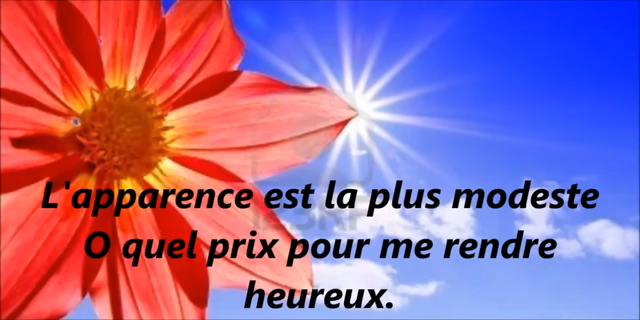 L'apparence est la plus modeste
O quel prix pour me rendre
heureux.